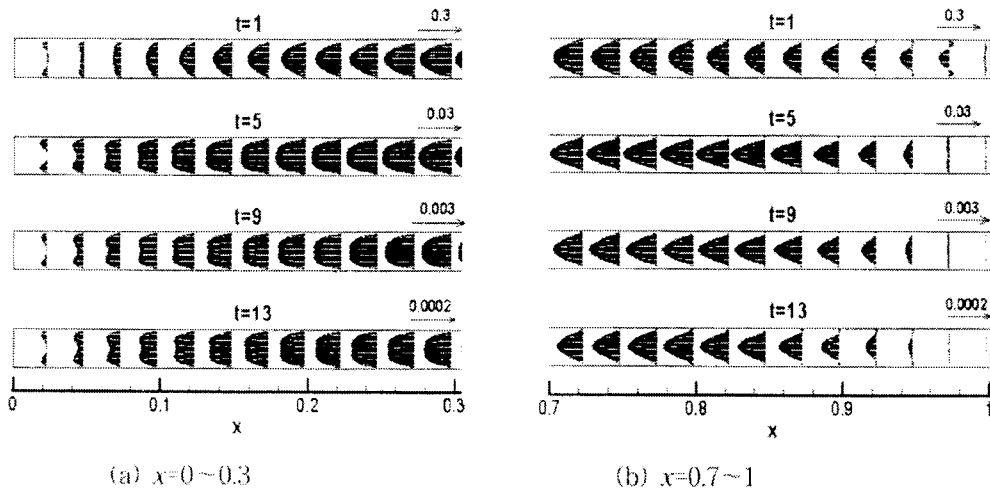 t=1
0.3
t=5
0.03
t=9
0.003
t=13
0.0002
0 0.1 0.2 0.3
x
(a) x=0~0.3
t=1
0.3
t=5
0.03
t=9
0.003
t=13
0.0002
0.7 0.8 0.9 1
x
(b) x=0.7~1